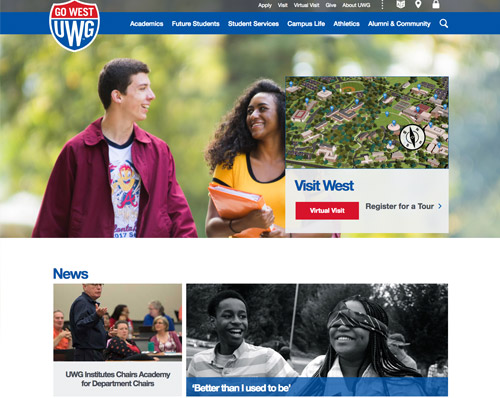 GO WEST
UWG
Apply Visit Virtual Visit Give About UWG
Academics Future Students Student Services Campus Life Athletics Alumni & Community
Visit West
Virtual Visit
Register for a Tour
News
UWG Institutes Chairs Academy
for Department Chairs
‘Better than I used to be’